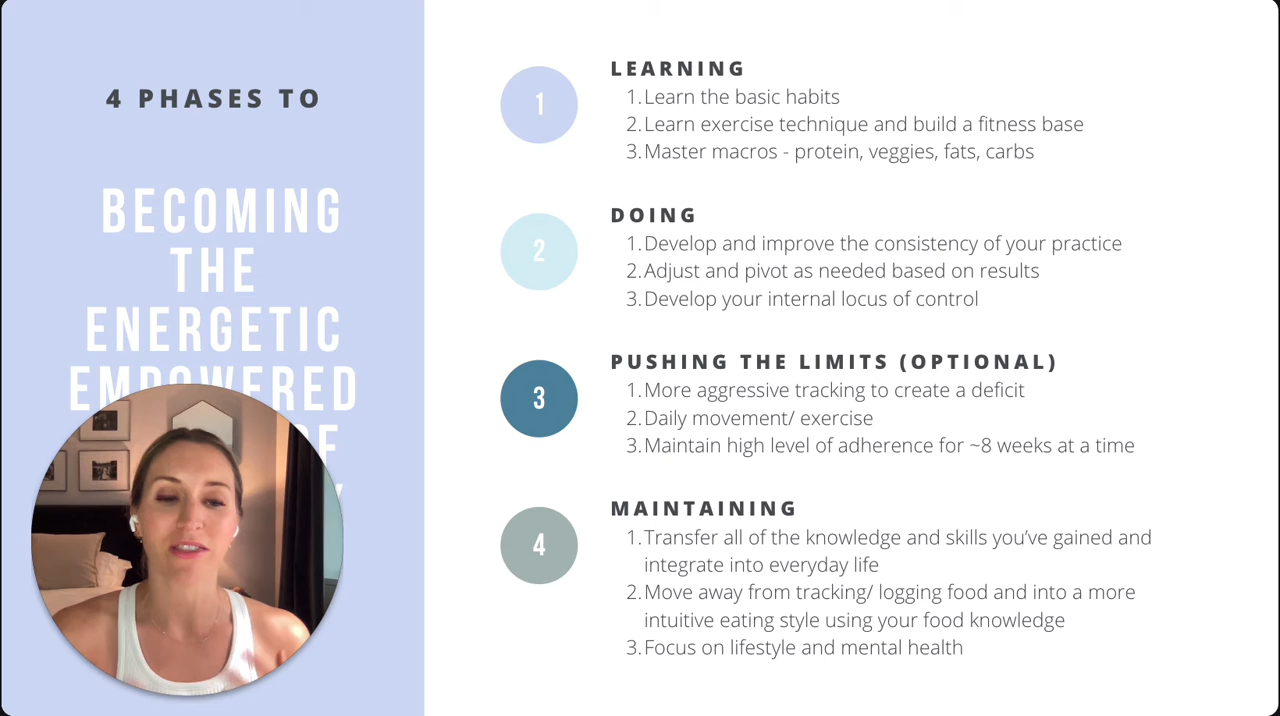 4 PHASES TO
BECOMING
THE
ENERGETIC
EMPOWERED
1
LEARNING
1.Learn the basic habits
2.Learn exercise technique and build a fitness base
3.Master macros - protein, veggies, fats, carbs
2
DOING
1.Develop and improve the consistency of your practice
2.Adjust and pivot as needed based on results
3.Develop your internal locus of control
3
PUSHING THE LIMITS (OPTIONAL)
1.More aggressive tracking to create a deficit
2.Daily movement/ exercise
3.Maintain high level of adherence for ~8 weeks at a time
4
MAINTAINING
1.Transfer all of the knowledge and skills you've gained and
integrate into everyday life
2.Move away from tracking/ logging food and into a more
intuitive eating style using your food knowledge
3.Focus on lifestyle and mental health